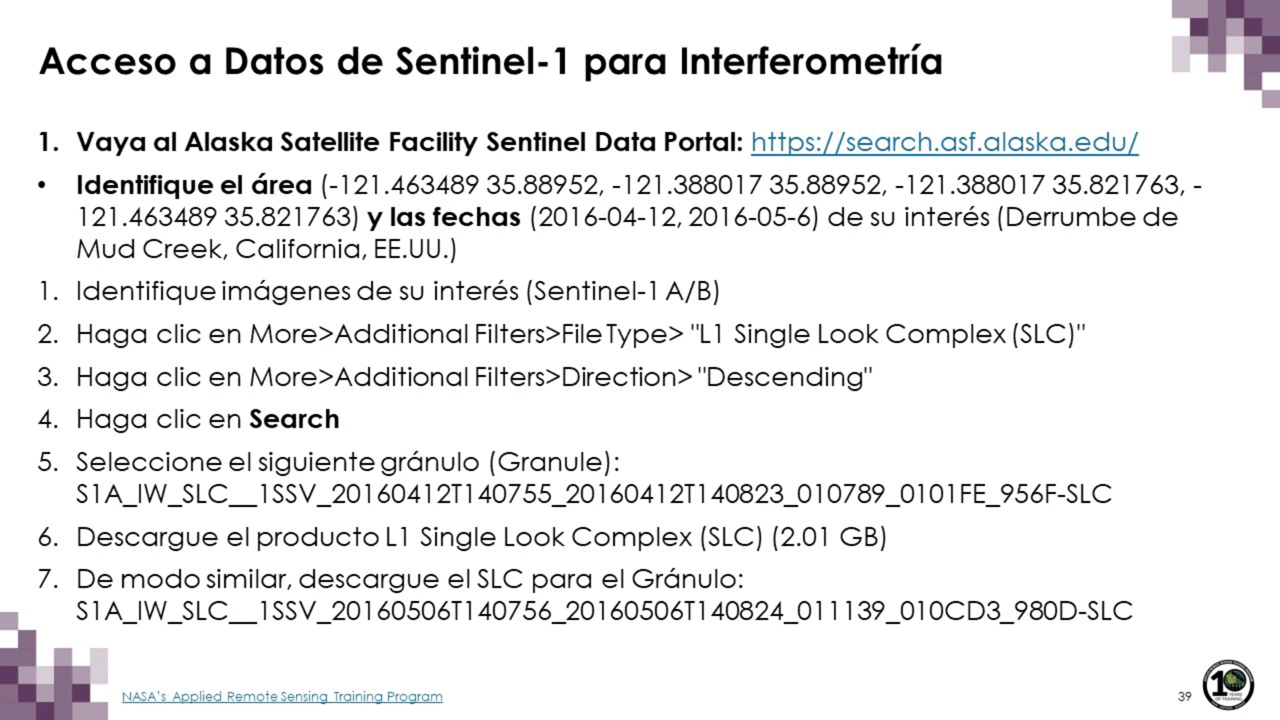 Acceso a Datos de Sentinel-1 para Interferometría
1. Vaya al Alaska Satellite Facility Sentinel Data Portal: https://search.asf.alaska.edu/
• Identifique el área (-121.463489 35.88952, -121.388017 35.88952, -121.388017 35.821763, -
121.463489 35.821763) y las fechas (2016-04-12, 2016-05-6) de su interés (Derrumbe de
Mud Creek, California, EE.UU.)
1. Identifique imágenes de su interés (Sentinel-1 A/B)
2. Haga clic en More>Additional Filters>File Type> "L1 Single Look Complex (SLC)"
3. Haga clic en More>Additional Filters>Direction> "Descending"
4. Haga clic en Search
5. Seleccione el siguiente gránulo (Granule):
S1A_IW_SLC__1SSV_20160412T140755_20160412T140823_010789_0101FE_956F-SLC
6. Descargue el producto L1 Single Look Complex (SLC) (2.01 GB)
7. De modo similar, descargue el SLC para el Gránulo:
S1A_IW_SLC__1SSV_20160506T140756_20160506T140824_011139_010CD3_980D-SLC
NASA's Applied Remote Sensing Training Program
39
10
YEARS
OF TRAINING